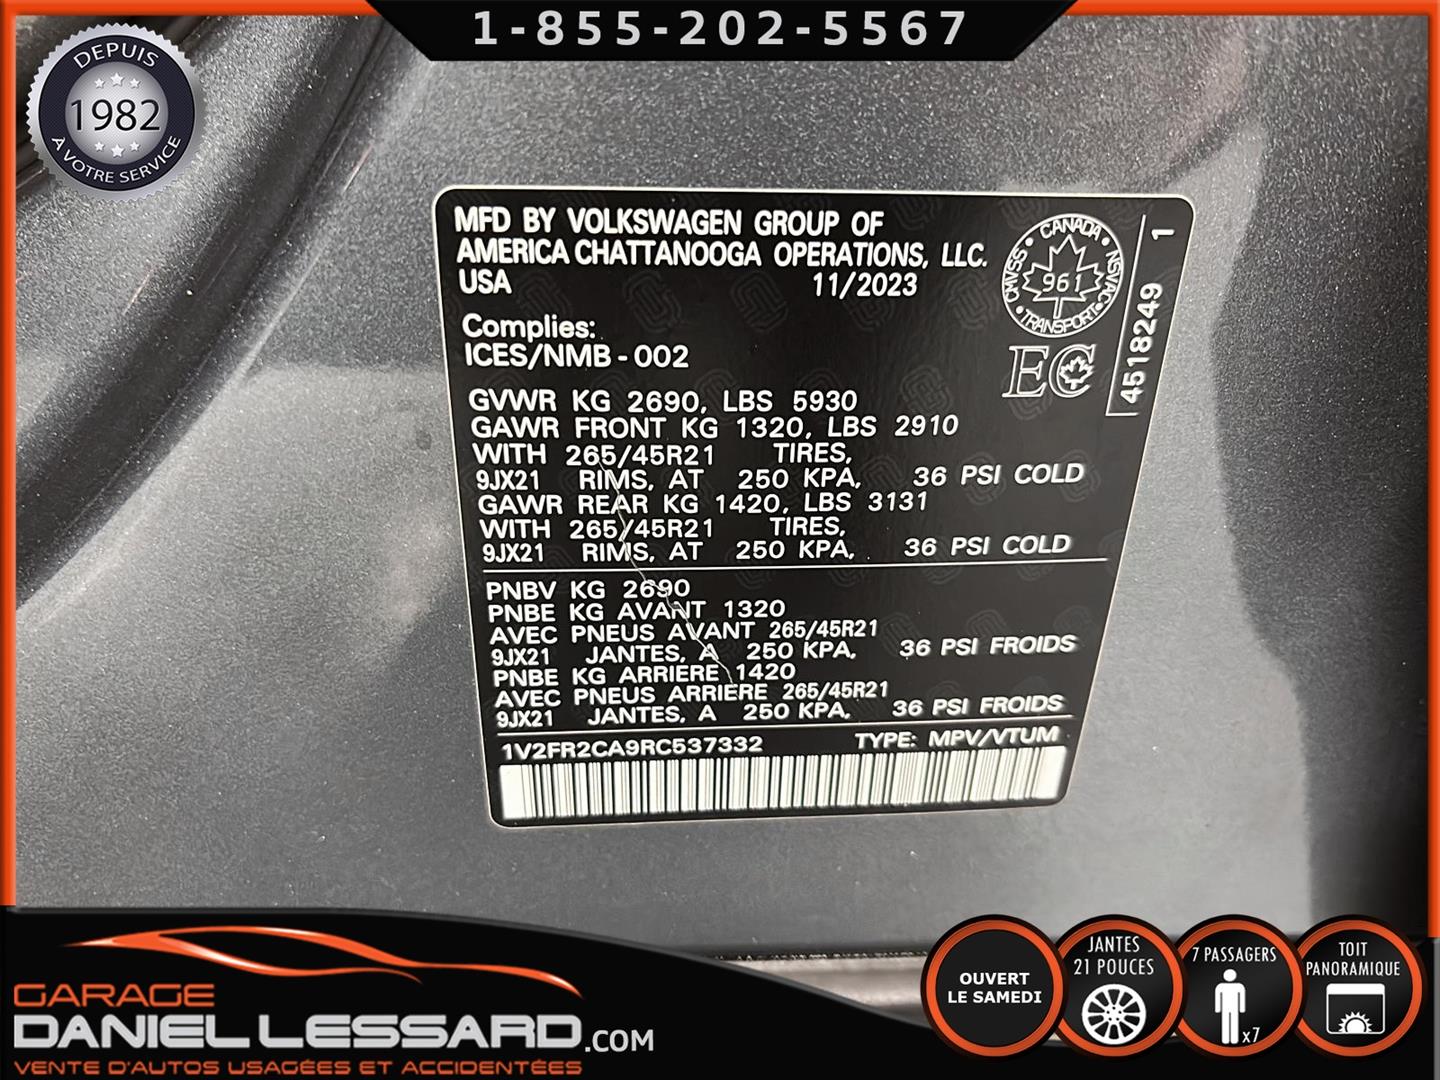 1-855-202-5567
DEPUIS
1982
À VOTRE SERVICE
MFD BY VOLKSWAGEN GROUP OF
AMERICA CHATTANOOGA OPERATIONS, LLC.
USA 11/2023
CANADA
CMVSS NSVAC
961
TRANSPORT
EC
4518249 1
Complies:
ICES/NMB-002
GVWR KG 2690, LBS 5930
GAWR FRONT KG 1320, LBS 2910
WITH 265/45R21 TIRES,
9JX21 RIMS, AT 250 KPA, 36 PSI COLD
GAWR REAR KG 1420, LBS 3131
WITH 265/45R21 TIRES,
9JX21 RIMS, AT 250 KPA, 36 PSI COLD
PNBV KG 2690
PNBE KG AVANT 1320
AVEC PNEUS AVANT 265/45R21
9JX21 JANTES, A 250 KPA, 36 PSI FROIDS
PNBE KG ARRIERE 1420
AVEC PNEUS ARRIERE 265/45R21
9JX21 JANTES, A 250 KPA, 36 PSI FROIDS
1V2FR2CA9RC537332 TYPE: MPV/VTUM
GARAGE
DANIEL LESSARD.COM
VENTE D'AUTOS USAGÉES ET ACCIDENTÉES
OUVERT
LE SAMEDI
JANTES
21 POUCES
7 PASSAGERS
x7
TOIT
PANORAMIQUE